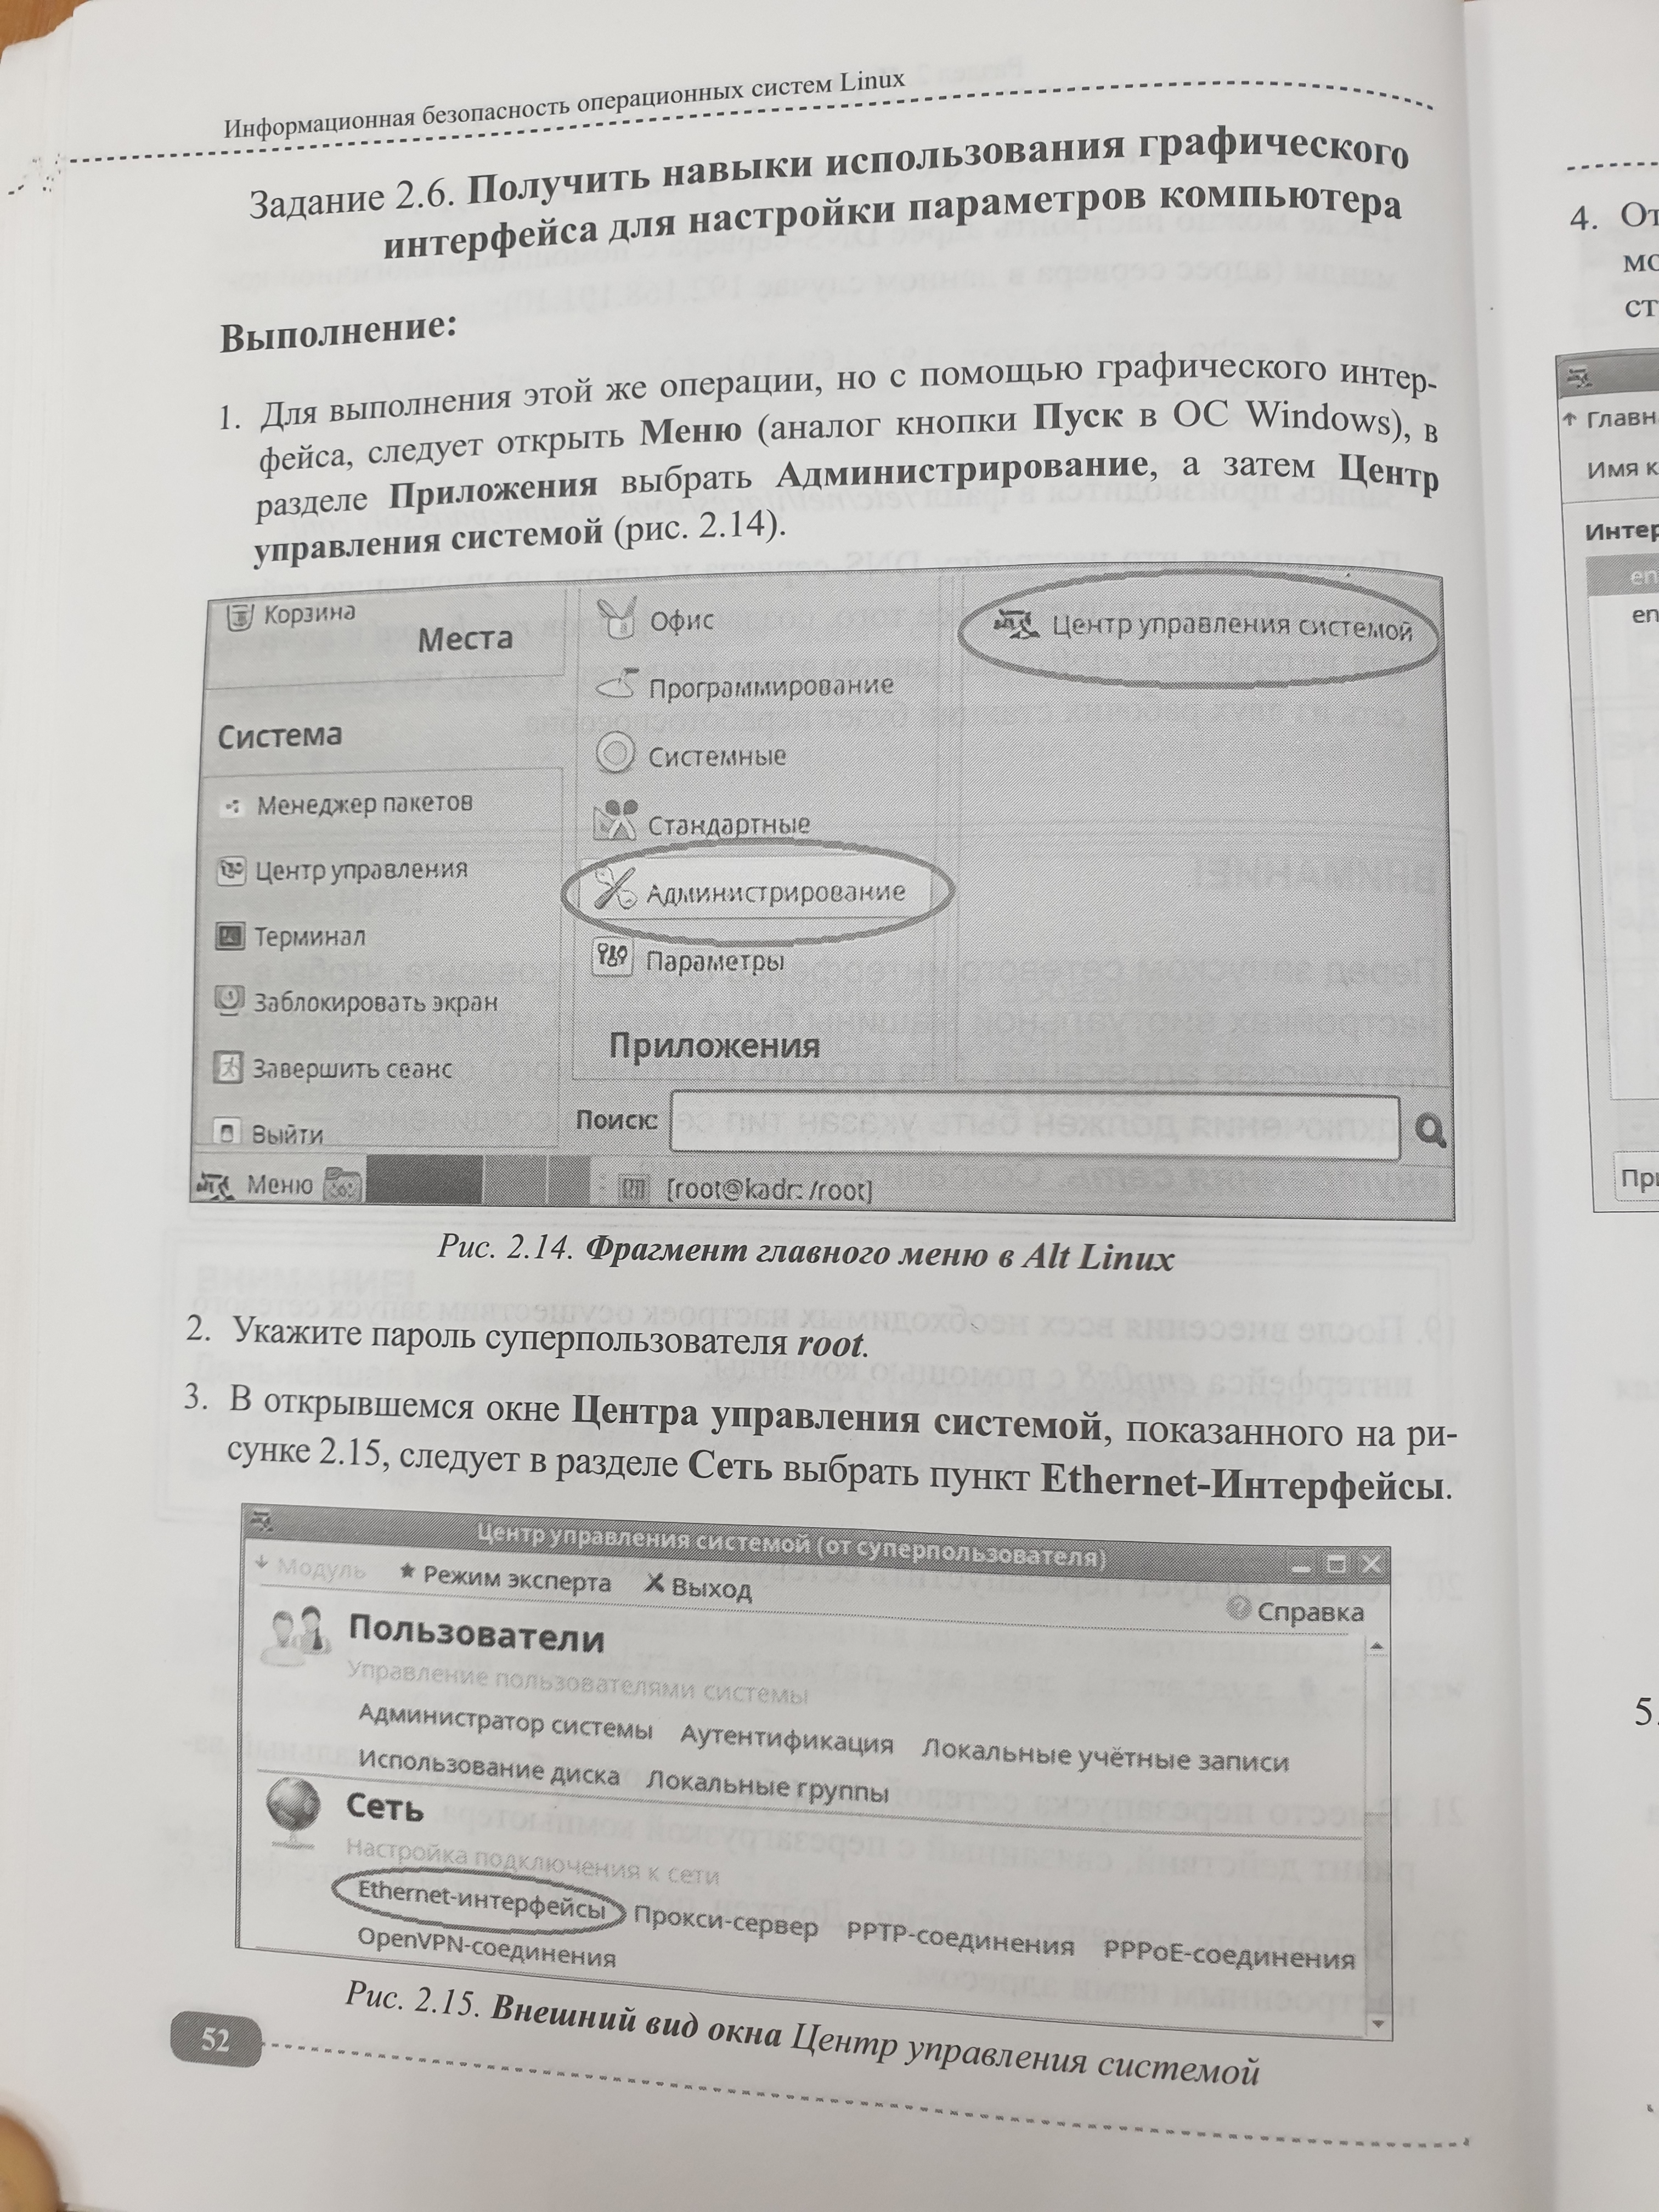 Информационная безопасность операционных систем Linux
Задание 2.6. Получить навыки использования графического
интерфейса для настройки параметров компьютера
Выполнение:
1. Для выполнения этой же операции, но с помощью графического интер-
фейса, следует открыть Меню (аналог кнопки Пуск в ОС Windows), в
разделе Приложения выбрать Администрирование, а затем Центр
управления системой (рис. 2.14).
Корзина
Места
Система
Менеджер пакетов
Центр управления
Терминал
Заблокировать экран
Завершить сеанс
Выйти
Офис
Программирование
Системные
Стандартные
Администрирование
Параметры
Приложения
Центр управления системой
Поиск:
Меню
[root@kadr: /root]
Рис. 2.14. Фрагмент главного меню в Alt Linux
2. Укажите пароль суперпользователя root.
3. В открывшемся окне Центра управления системой, показанного на ри-
сунке 2.15, следует в разделе Сеть выбрать пункт Ethernet-Интерфейсы.
Центр управления системой (от суперпользователя)
Модуль Режим эксперта Выход
Справка
Пользователи
Управление пользователями системы
Администратор системы Аутентификация Локальные учётные записи
Использование диска Локальные группы
Сеть
Настройка подключения к сети
Ethernet-интерфейсы Прокси-сервер PPTP-соединения PPPoE-соединения
OpenVPN-соединения
Рис. 2.15. Внешний вид окна Центр управления системой
52
4.
Имя к
5.